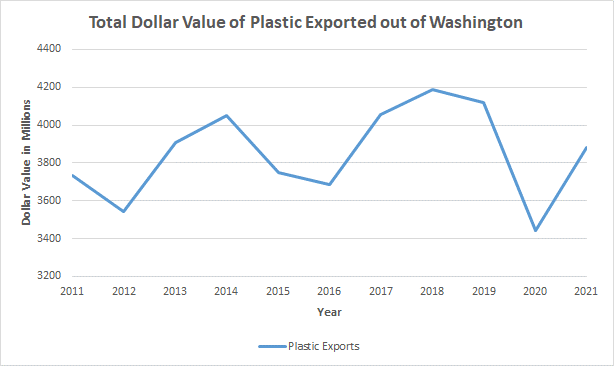 Total Dollar Value of Plastic Exported out of Washington
4400
4200
4000
3800
3600
3400
3200
Dollar Value in Millions
2011 2012 2013 2014 2015 2016 2017 2018 2019 2020 2021
Year
Plastic Exports